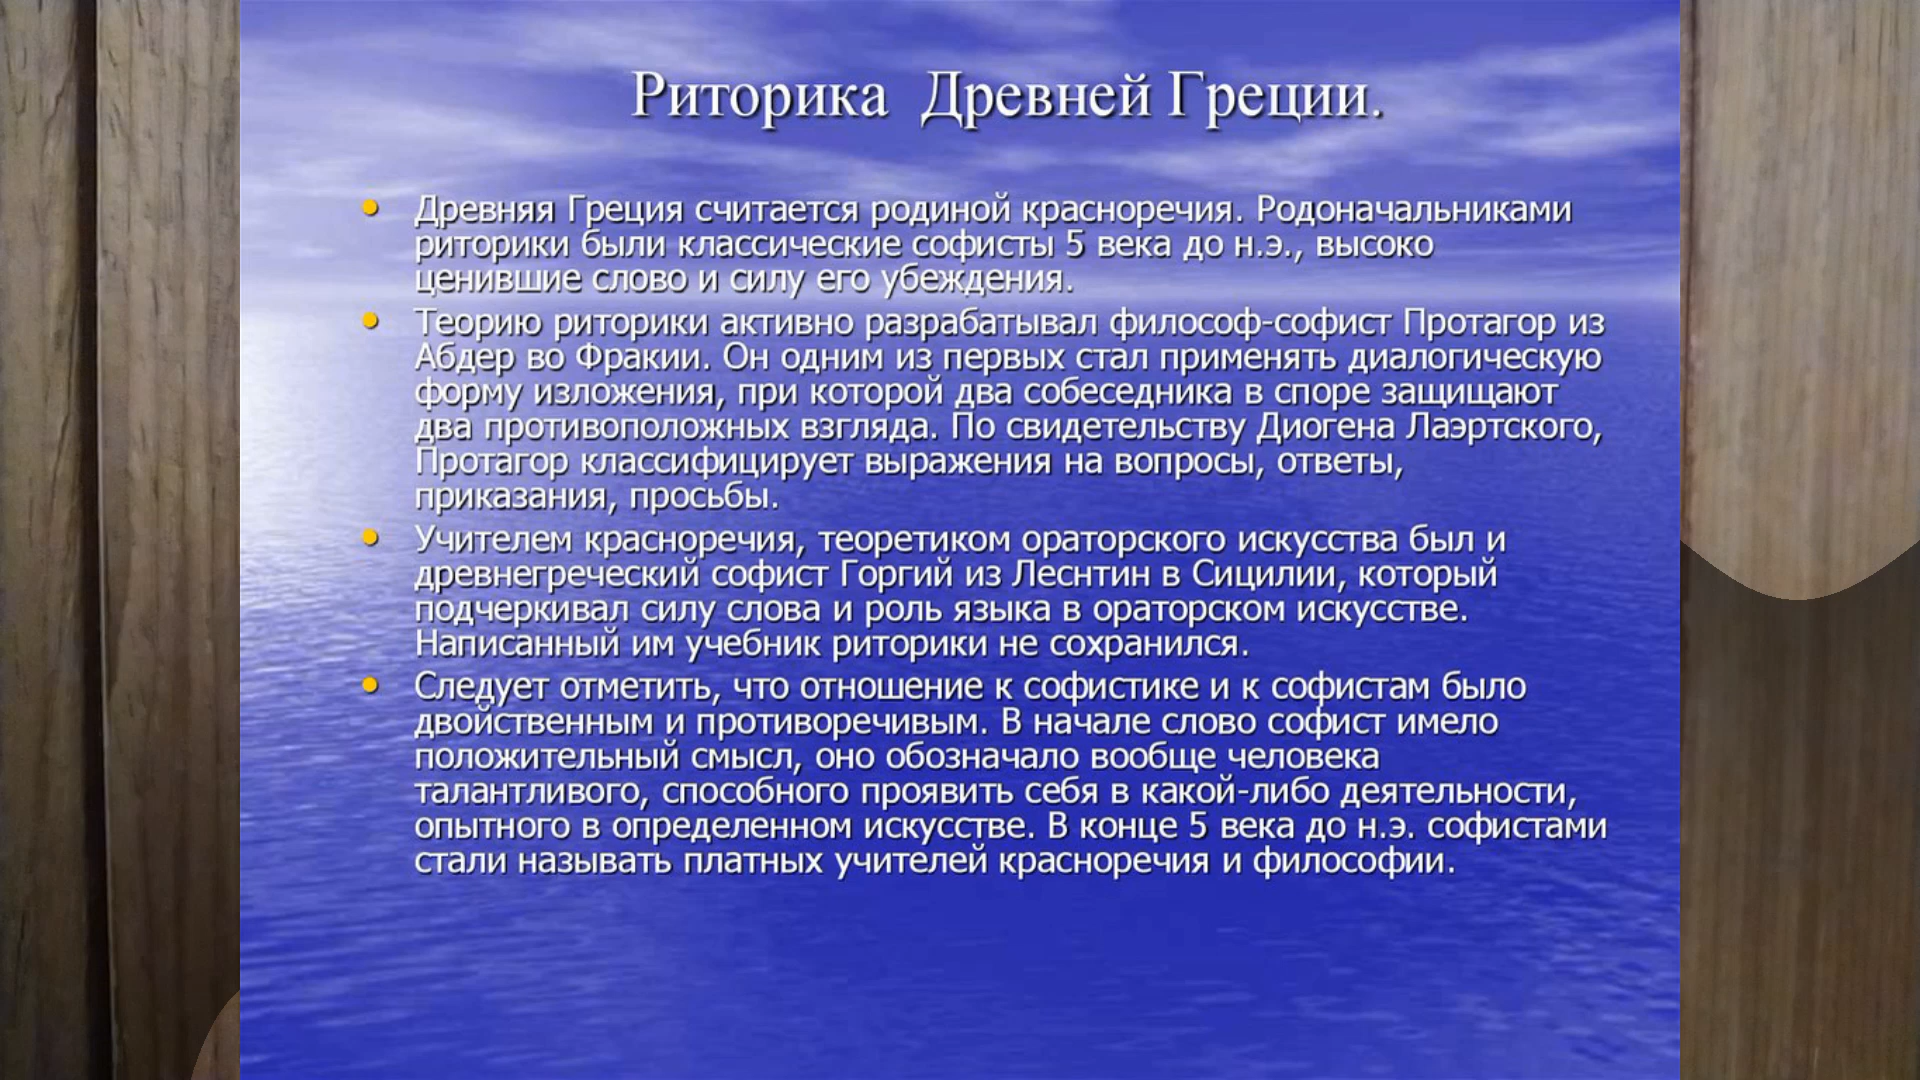 Риторика Древней Греции.
Древняя Греция считается родиной красноречия. Родоначальниками
риторики были классические софисты 5 века до н.э., высоко
ценившие слово и силу его убеждения.
Теорию риторики активно разрабатывал философ-софист Протагор из
Абдер во Фракии. Он одним из первых стал применять диалогическую
форму изложения, при которой два собеседника в споре защищают
два противоположных взгляда. По свидетельству Диогена Лаэртского,
Протагор классифицирует выражения на вопросы, ответы,
приказания, просьбы.
Учителем красноречия, теоретиком ораторского искусства был и
древнегреческий софист Горгий из Леснтин в Сицилии, который
подчеркивал силу слова и роль языка в ораторском искусстве.
Написанный им учебник риторики не сохранился.
Следует отметить, что отношение к софистике и к софистам было
двойственным и противоречивым. В начале слово софист имело
положительный смысл, оно обозначало вообще человека
талантливого, способного проявить себя в какой-либо деятельности,
опытного в определенном искусстве. В конце 5 века до н.э. софистами
стали называть платных учителей красноречия и философии.